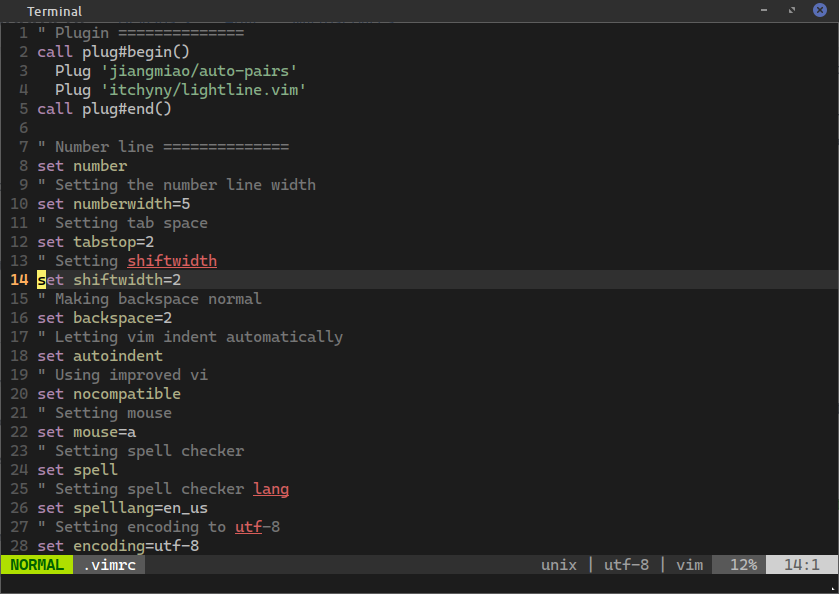 Terminal
1 " Plugin ==============
2 call plug#begin()
3   Plug 'jiangmiao/auto-pairs'
4   Plug 'itchyny/lightline.vim'
5 call plug#end()
6
7 " Number line ==============
8 set number
9 " Setting the number line width
10 set numberwidth=5
11 " Setting tab space
12 set tabstop=2
13 " Setting shiftwidth
14 set shiftwidth=2
15 " Making backspace normal
16 set backspace=2
17 " Letting vim indent automatically
18 set autoindent
19 " Using improved vi
20 set nocompatible
21 " Setting mouse
22 set mouse=a
23 " Setting spell checker
24 set spell
25 " Setting spell checker lang
26 set spelllang=en_us
27 " Setting encoding to utf-8
28 set encoding=utf-8
NORMAL .vimrc unix | utf-8 | vim 12% 14:1